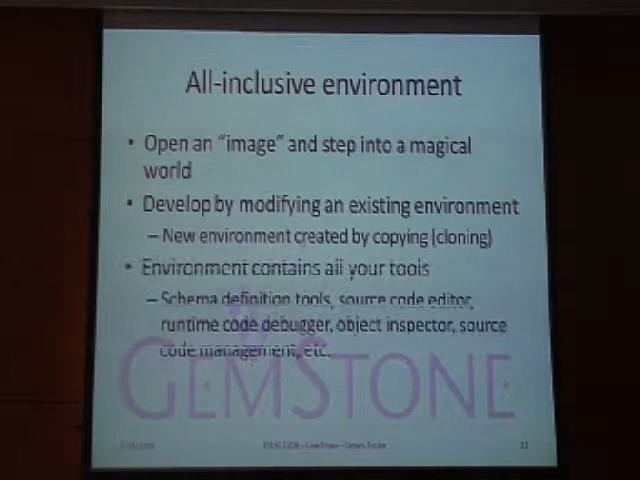 All-inclusive environment
• Open an "image" and step into a magical
world
• Develop by modifying an existing environment
– New environment created by copying (cloning)
• Environment contains all your tools
– Schema definition tools, source code editor,
runtime code debugger, object inspector, source
code management, etc.
GEMSTONE
11